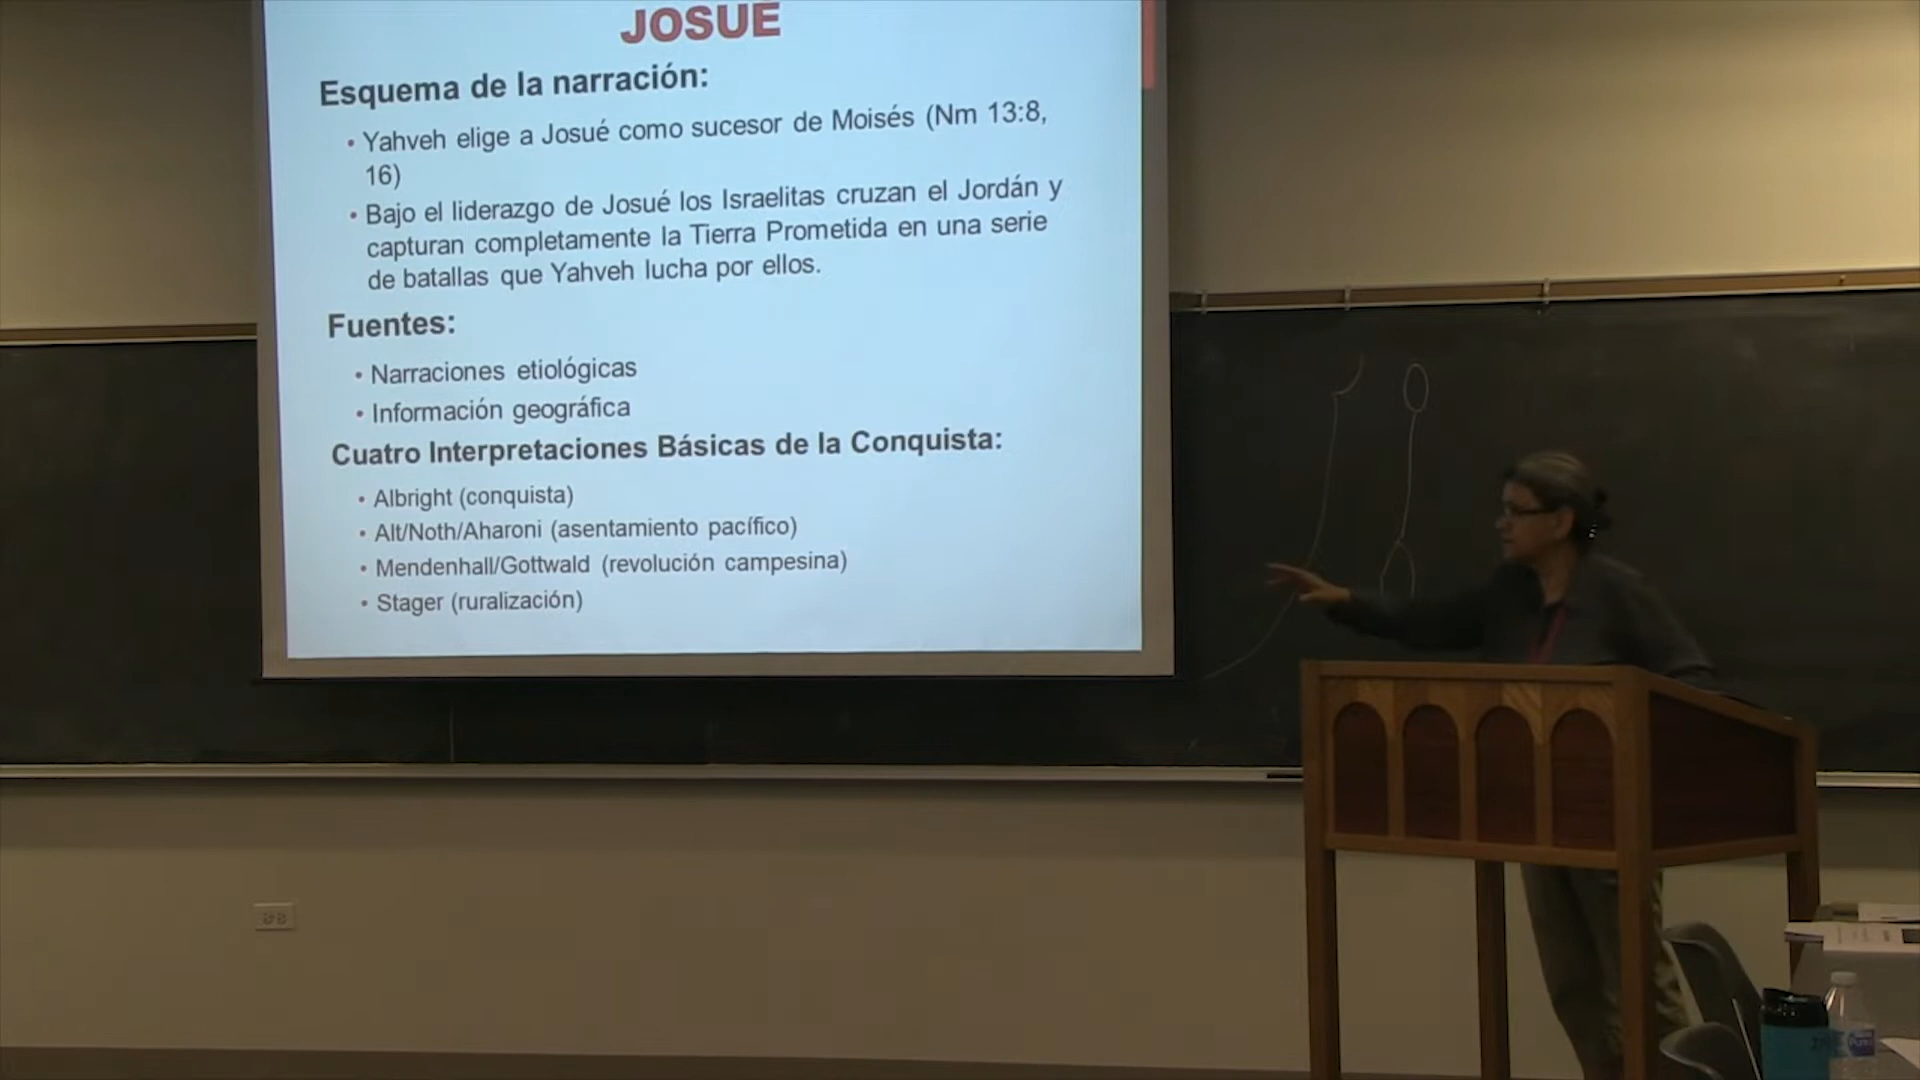 JOSUÉ
Esquema de la narración:
• Yahveh elige a Josué como sucesor de Moisés (Nm 13:8,
16)
• Bajo el liderazgo de Josué los Israelitas cruzan el Jordán y
capturan completamente la Tierra Prometida en una serie
de batallas que Yahveh lucha por ellos.
Fuentes:
• Narraciones etiológicas
• Información geográfica
Cuatro Interpretaciones Básicas de la Conquista:
• Albright (conquista)
• Alt/Noth/Aharoni (asentamiento pacífico)
• Mendenhall/Gottwald (revolución campesina)
• Stager (ruralización)